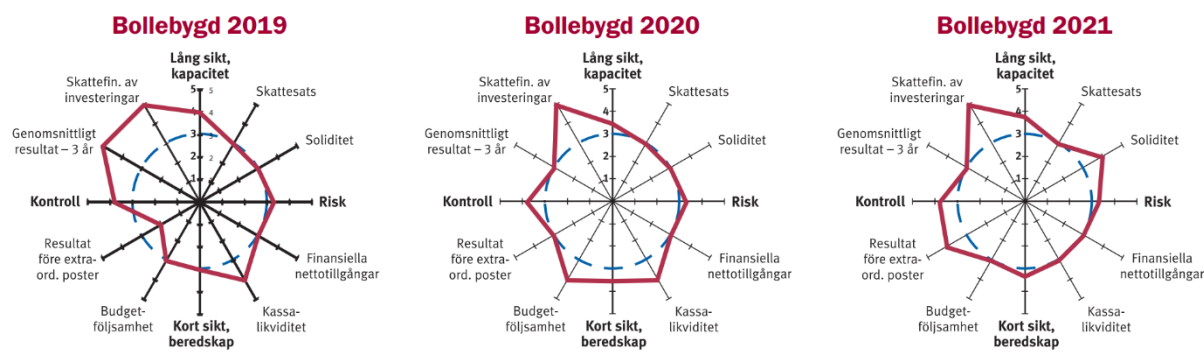 Bollebygd 2019
Lång sikt,
kapacitet
Skattefin. av
investeringar
Skattesats
Genomsnittligt
resultat – 3 år
Soliditet
Kontroll
Risk
Resultat
före extra-
ord. poster
Finansiella
nettotillgångar
Budget-
följsamhet
Kassa-
likviditet
Kort sikt,
beredskap
5
4
3
2
1
5
4
3
2
1
Bollebygd 2020
Lång sikt,
kapacitet
Skattefin. av
investeringar
Skattesats
Genomsnittligt
resultat – 3 år
Soliditet
Kontroll
Risk
Resultat
före extra-
ord. poster
Finansiella
nettotillgångar
Budget-
följsamhet
Kassa-
likviditet
Kort sikt,
beredskap
5
4
3
2
1
Bollebygd 2021
Lång sikt,
kapacitet
Skattefin. av
investeringar
Skattesats
Genomsnittligt
resultat – 3 år
Soliditet
Kontroll
Risk
Resultat
före extra-
ord. poster
Finansiella
nettotillgångar
Budget-
följsamhet
Kassa-
likviditet
Kort sikt,
beredskap
5
4
3
2
1